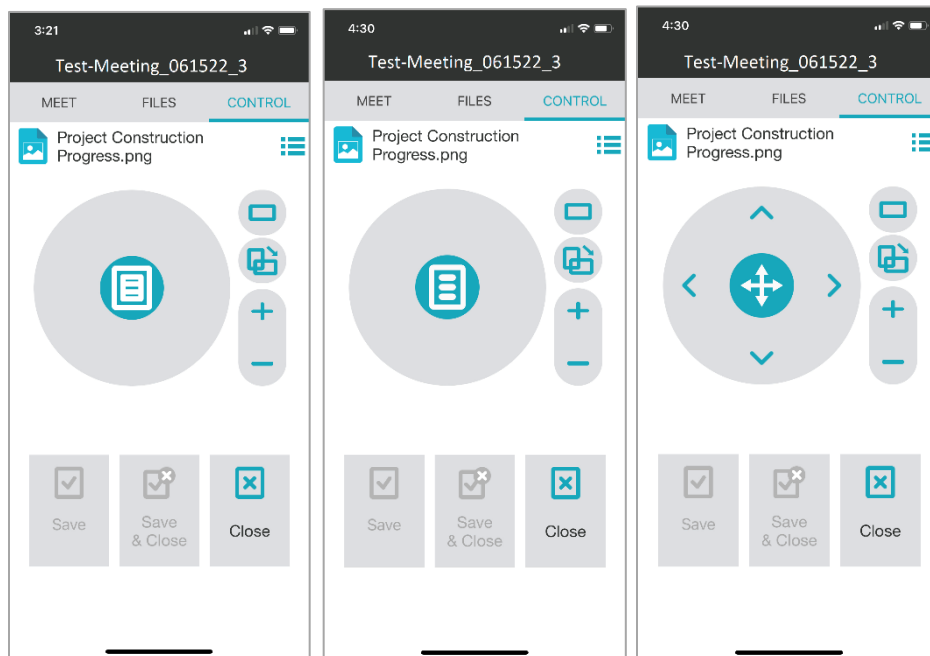 3:21
Test-Meeting_061522_3
MEET FILES CONTROL
Project Construction
Progress.png
Save
Save
& Close
Close
4:30
Test-Meeting_061522_3
MEET FILES CONTROL
Project Construction
Progress.png
Save
Save
& Close
Close
4:30
Test-Meeting_061522_3
MEET FILES CONTROL
Project Construction
Progress.png
Save
Save
& Close
Close